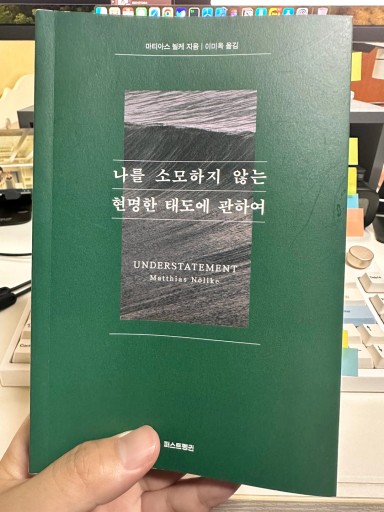 마티아스 뇔케 지음 | 이미옥 옮김
나를 소모하지 않는
현명한 태도에 관하여
UNDERSTATEMENT
Matthias Nöllke
퍼스트펭귄